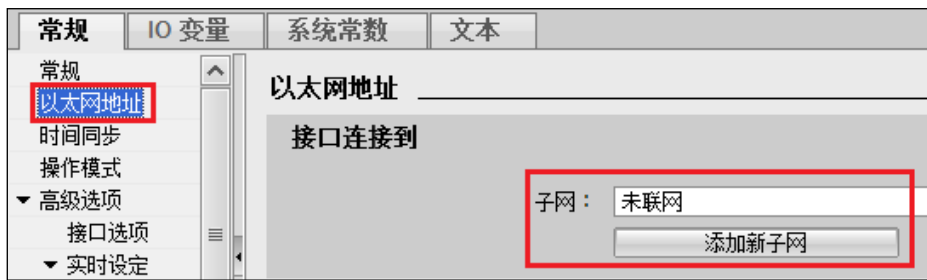 常规 IO 变量 系统常数 文本
常规
以太网地址
时间同步
操作模式
高级选项
接口选项
实时设定
以太网地址
接口连接到
子网： 未联网
添加新子网